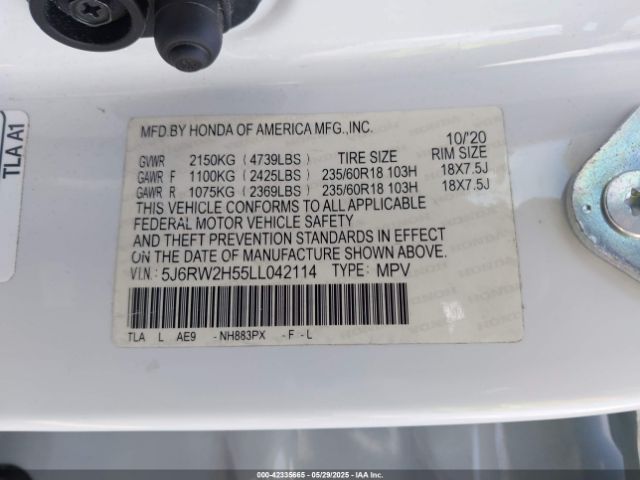 TLA A1
MFD.BY HONDA OF AMERICA MFG.,INC. 10/'20
GVWR 2150KG (4739LBS) TIRE SIZE RIM SIZE
GAWR F 1100KG (2425LBS) 235/60R18 103H 18X7.5J
GAWR R 1075KG (2369LBS) 235/60R18 103H 18X7.5J
THIS VEHICLE CONFORMS TO ALL APPLICABLE
FEDERAL MOTOR VEHICLE SAFETY
AND THEFT PREVENTION STANDARDS IN EFFECT
ON THE DATE OF MANUFACTURE SHOWN ABOVE.
V.I.N.: 5J6RW2H55LL042114 TYPE: MPV
TLA L AE9 -NH883PX -F -L
© 2025 Copyright - 42335665 - 05/29/2025 - IAA Inc.